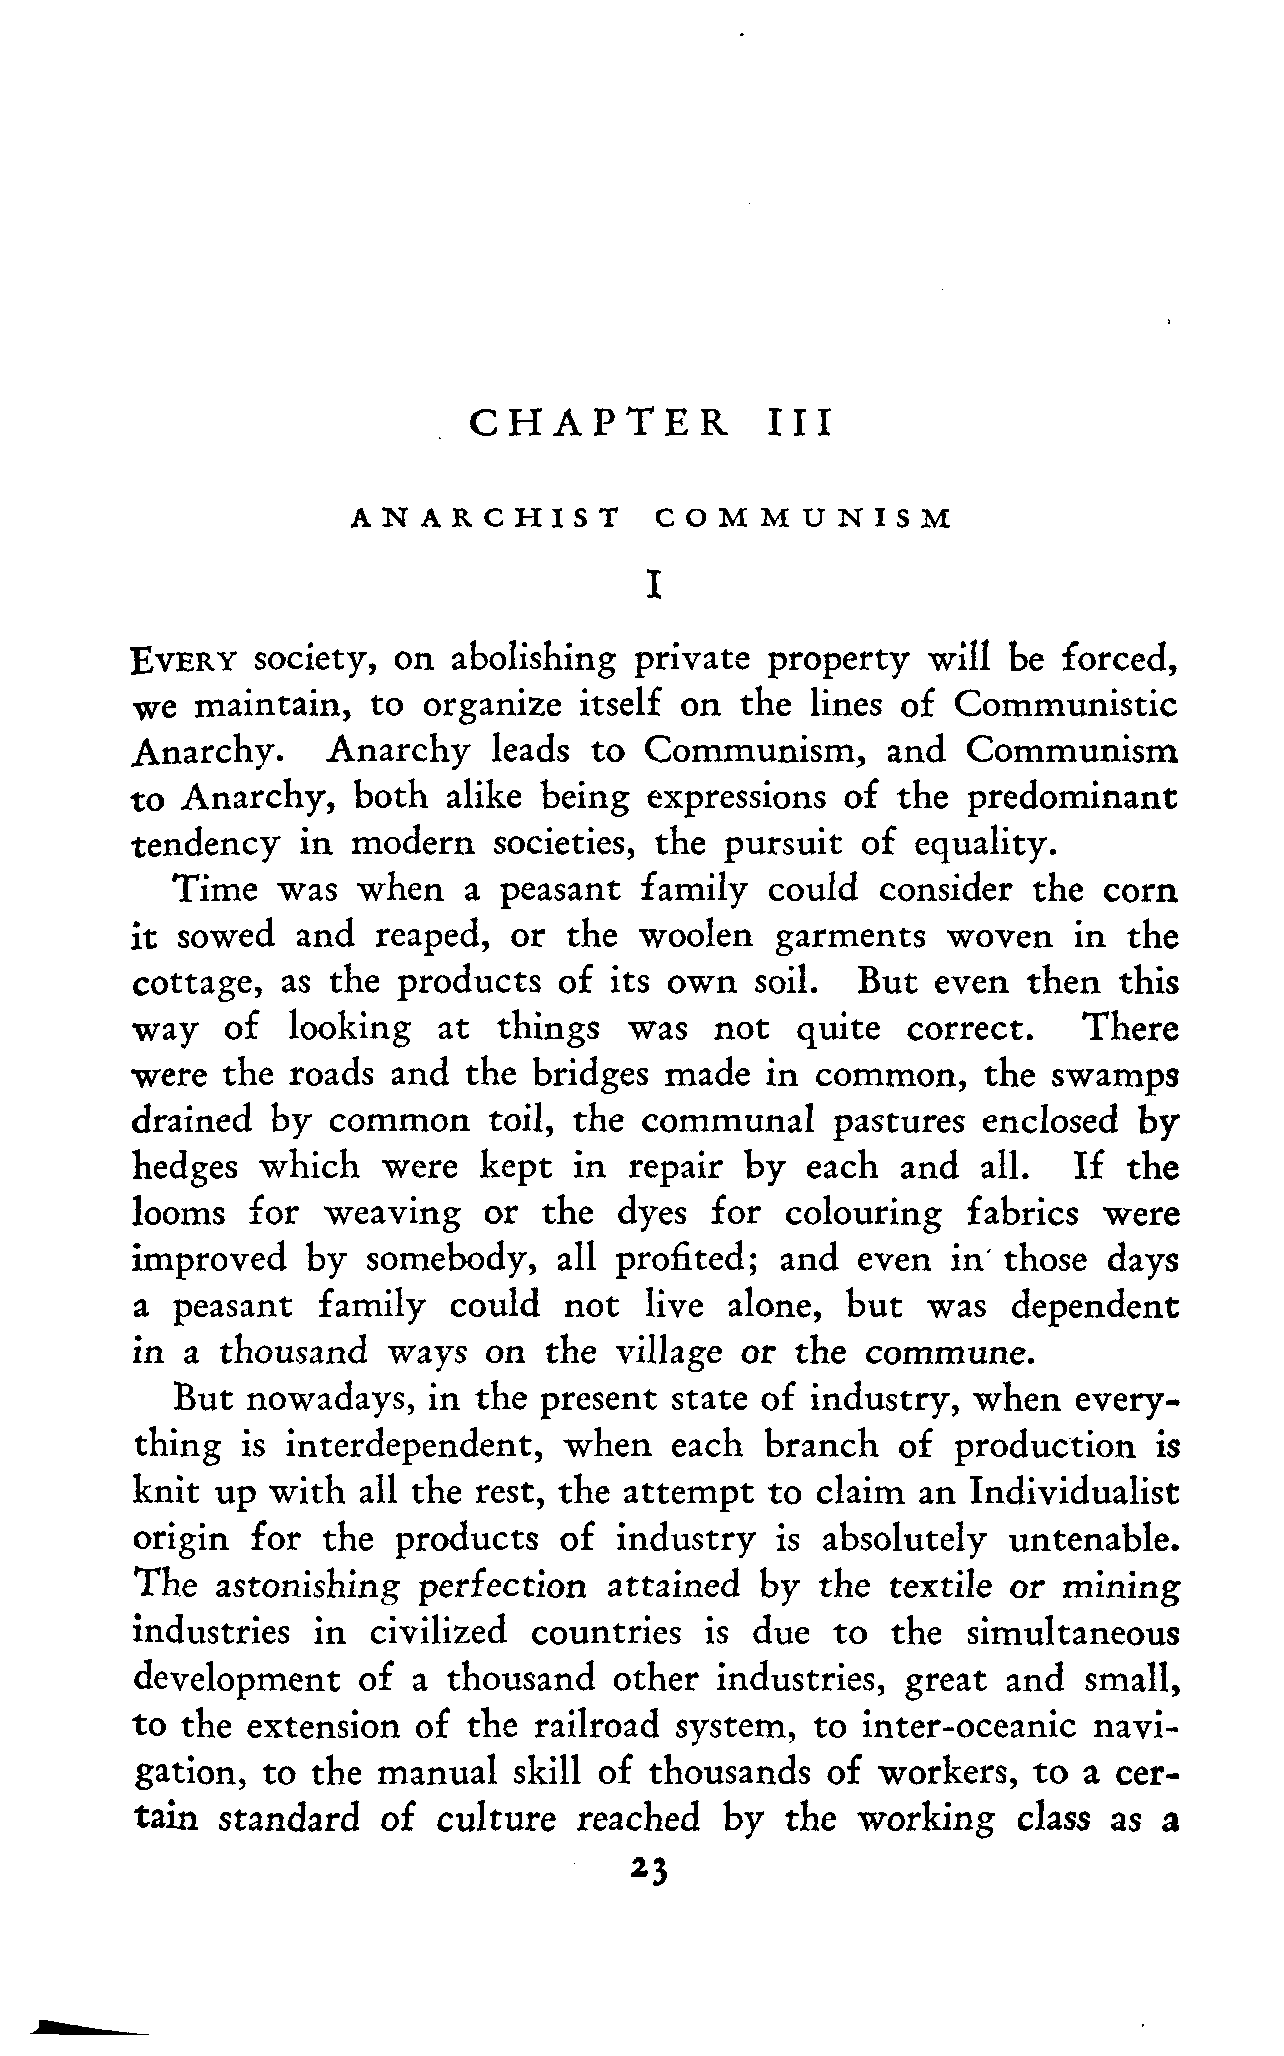 CHAPTER III
ANARCHIST COMMUNISM
I
EVERY society, on abolishing private property will be forced,
we maintain, to organize itself on the lines of Communistic
Anarchy. Anarchy leads to Communism, and Communism
to Anarchy, both alike being expressions of the predominant
tendency in modern societies, the pursuit of equality.
Time was when a peasant family could consider the corn
it sowed and reaped, or the woolen garments woven in the
cottage, as the products of its own soil. But even then this
way of looking at things was not quite correct. There
were the roads and the bridges made in common, the swamps
drained by common toil, the communal pastures enclosed by
hedges which were kept in repair by each and all. If the
looms for weaving or the dyes for colouring fabrics were
improved by somebody, all profited; and even in those days
a peasant family could not live alone, but was dependent
in a thousand ways on the village or the commune.
But nowadays, in the present state of industry, when every-
thing is interdependent, when each branch of production is
knit up with all the rest, the attempt to claim an Individualist
origin for the products of industry is absolutely untenable.
The astonishing perfection attained by the textile or mining
industries in civilized countries is due to the simultaneous
development of a thousand other industries, great and small,
to the extension of the railroad system, to inter-oceanic navi-
gation, to the manual skill of thousands of workers, to a cer-
tain standard of culture reached by the working class as a
23